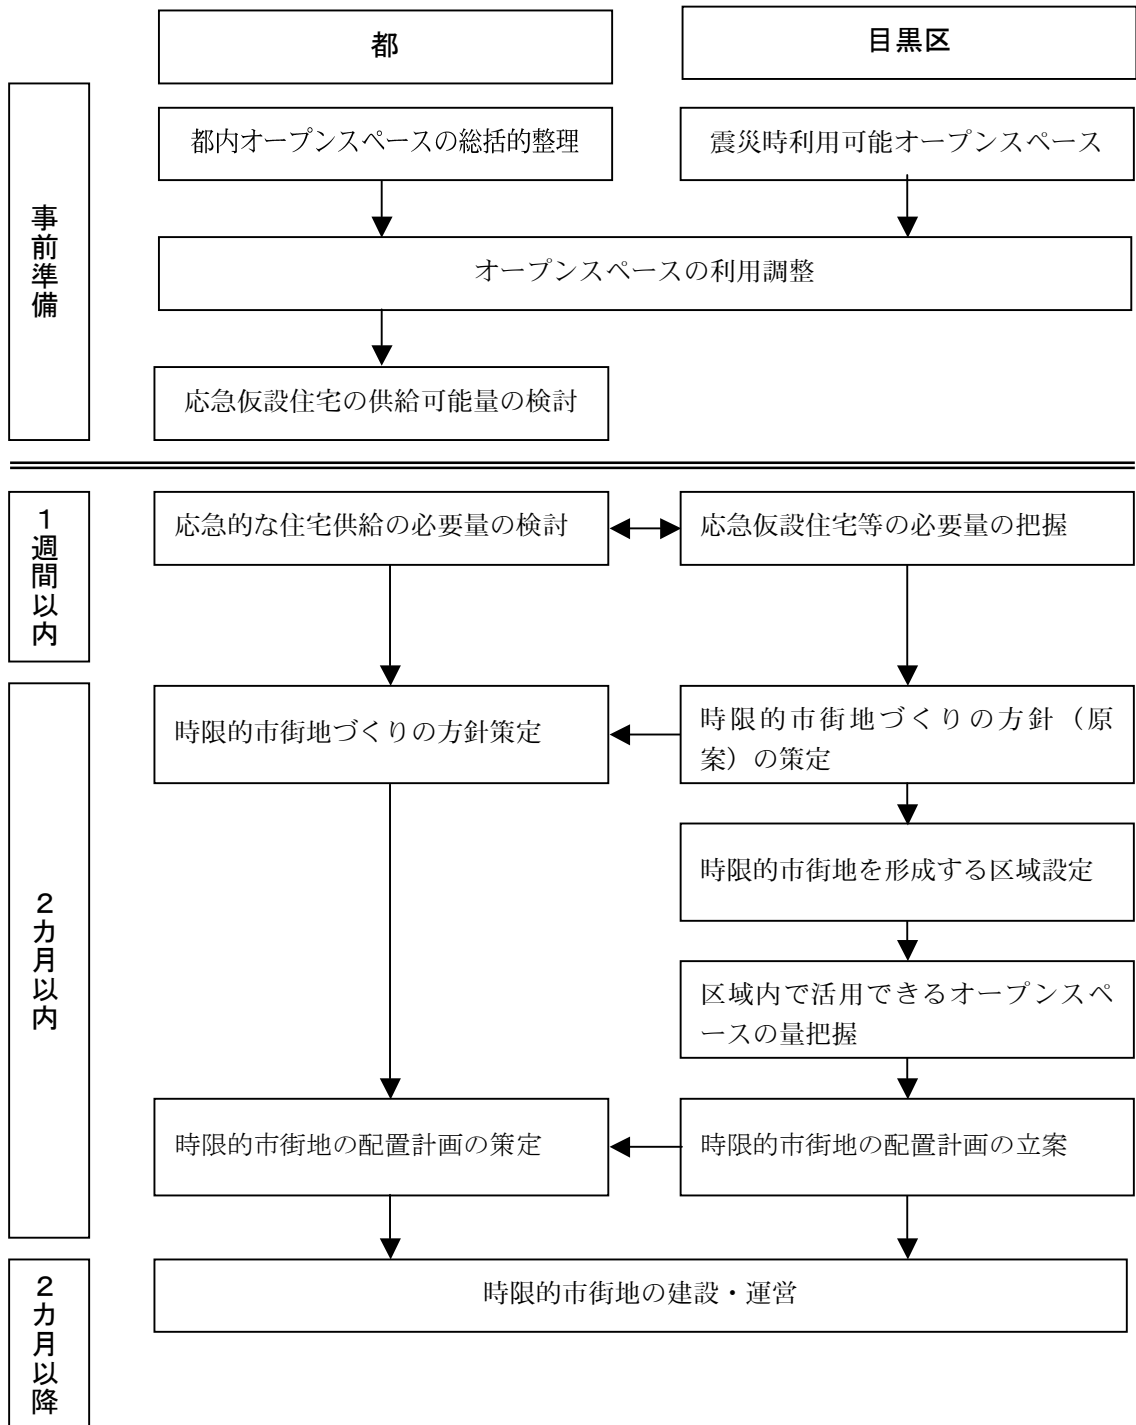 都
目黒区
事前準備
都内オープンスペースの総括的整理
震災時利用可能オープンスペース
オープンスペースの利用調整
応急仮設住宅の供給可能量の検討
１週間以内
応急的な住宅供給の必要量の検討
応急仮設住宅等の必要量の把握
２カ月以内
時限的市街地づくりの方針策定
時限的市街地づくりの方針（原
案）の策定
時限的市街地を形成する区域設定
区域内で活用できるオープンスペ
ースの量把握
時限的市街地の配置計画の策定
時限的市街地の配置計画の立案
２カ月以降
時限的市街地の建設・運営